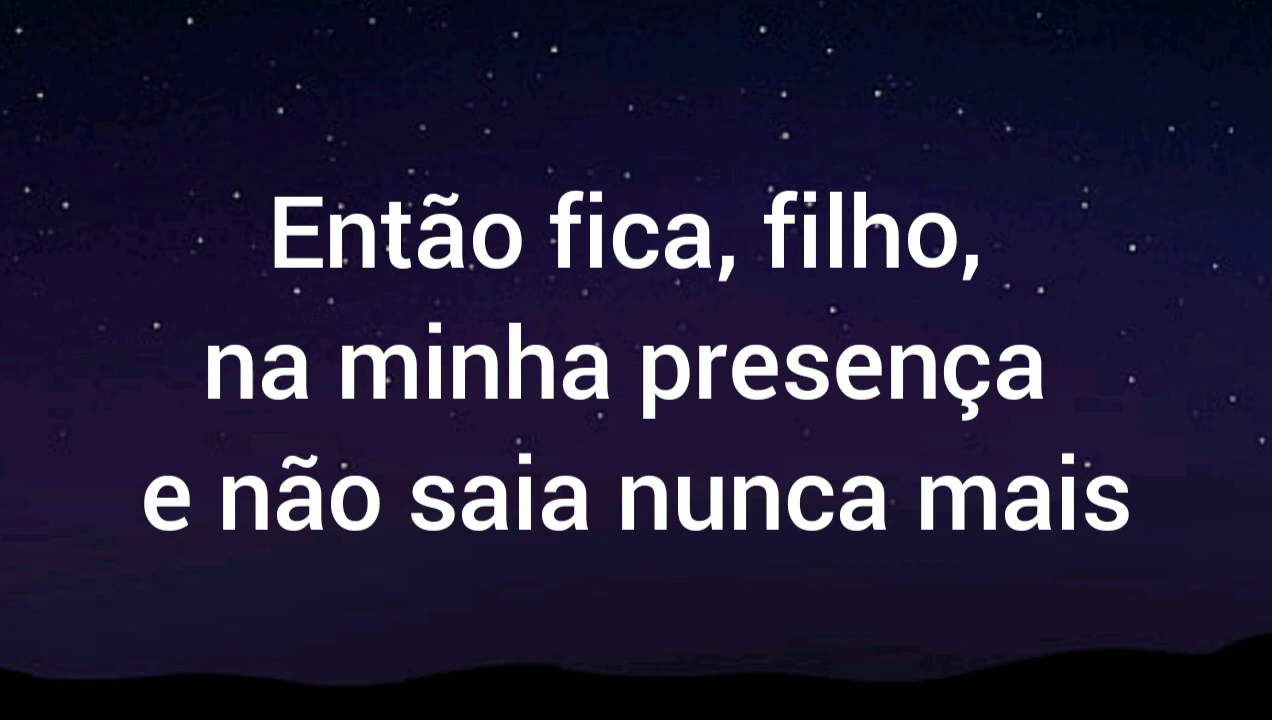 Então fica, filho,
na minha presença
e não saia nunca mais